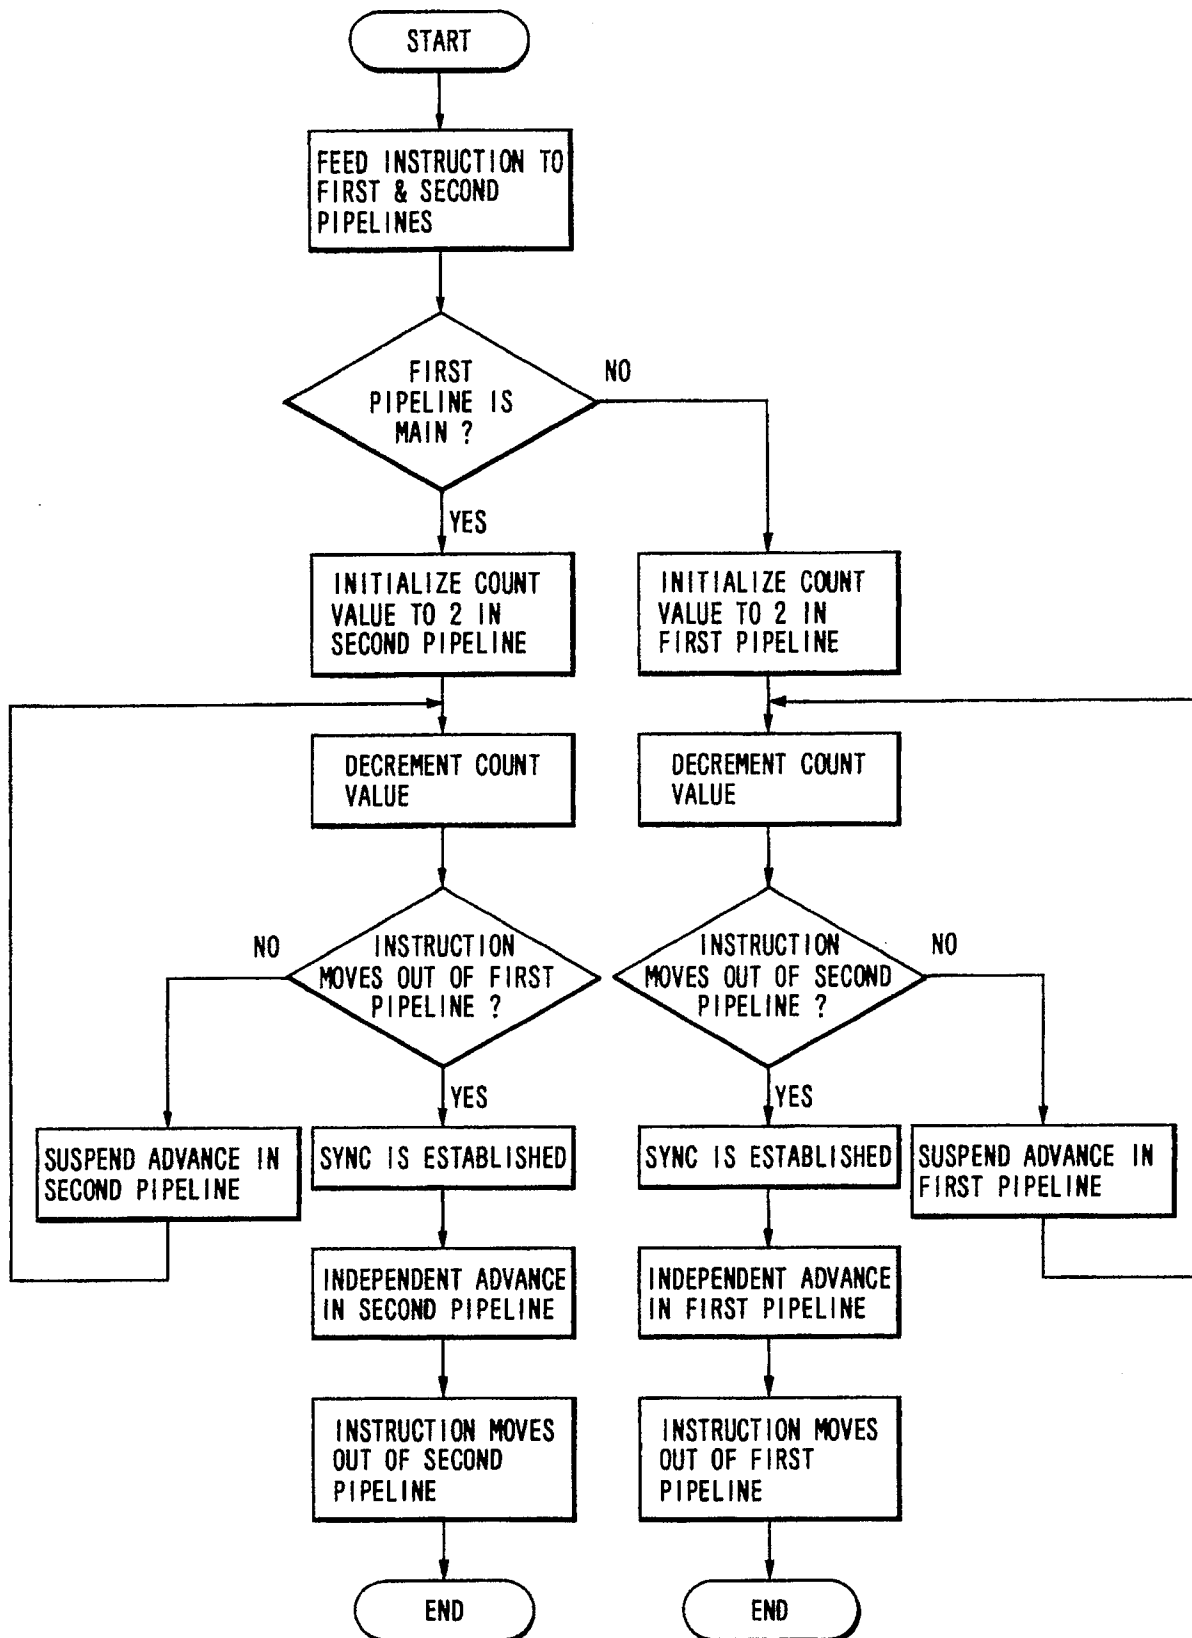 START
FEED INSTRUCTION TO
FIRST & SECOND
PIPELINES
FIRST
PIPELINE IS
MAIN ?
NO
YES
INITIALIZE COUNT
VALUE TO 2 IN
SECOND PIPELINE
INITIALIZE COUNT
VALUE TO 2 IN
FIRST PIPELINE
DECREMENT COUNT
VALUE
DECREMENT COUNT
VALUE
NO
INSTRUCTION
MOVES OUT OF FIRST
PIPELINE ?
INSTRUCTION
MOVES OUT OF SECOND
PIPELINE ?
NO
YES
YES
SUSPEND ADVANCE IN
SECOND PIPELINE
SYNC IS ESTABLISHED
SYNC IS ESTABLISHED
SUSPEND ADVANCE IN
FIRST PIPELINE
INDEPENDENT ADVANCE
IN SECOND PIPELINE
INDEPENDENT ADVANCE
IN FIRST PIPELINE
INSTRUCTION MOVES
OUT OF SECOND
PIPELINE
INSTRUCTION MOVES
OUT OF FIRST
PIPELINE
END
END